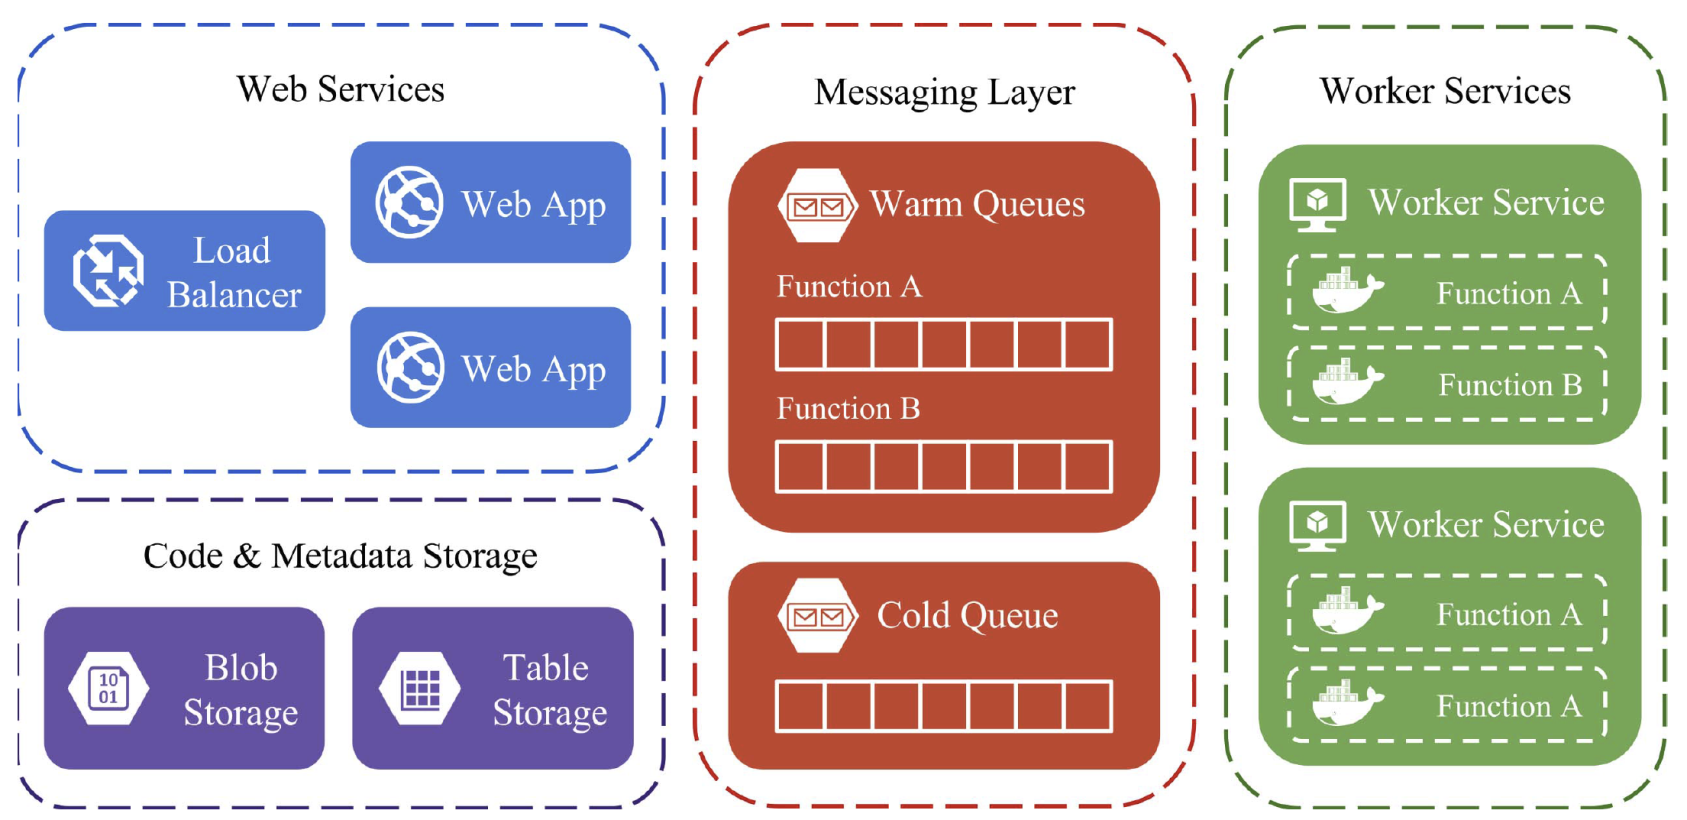 Web Services
Load
Balancer
Web App
Web App
Code & Metadata Storage
10
01
Blob
Storage
Table
Storage
Messaging Layer
Warm Queues
Function A
Function B
Cold Queue
Worker Services
Worker Service
Function A
Function B
Worker Service
Function A
Function A